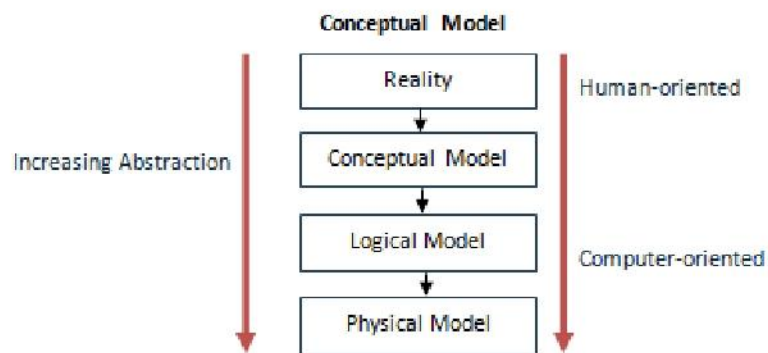 Conceptual Model
Reality
Human-oriented
Conceptual Model
Increasing Abstraction
Logical Model
Computer-oriented
Physical Model